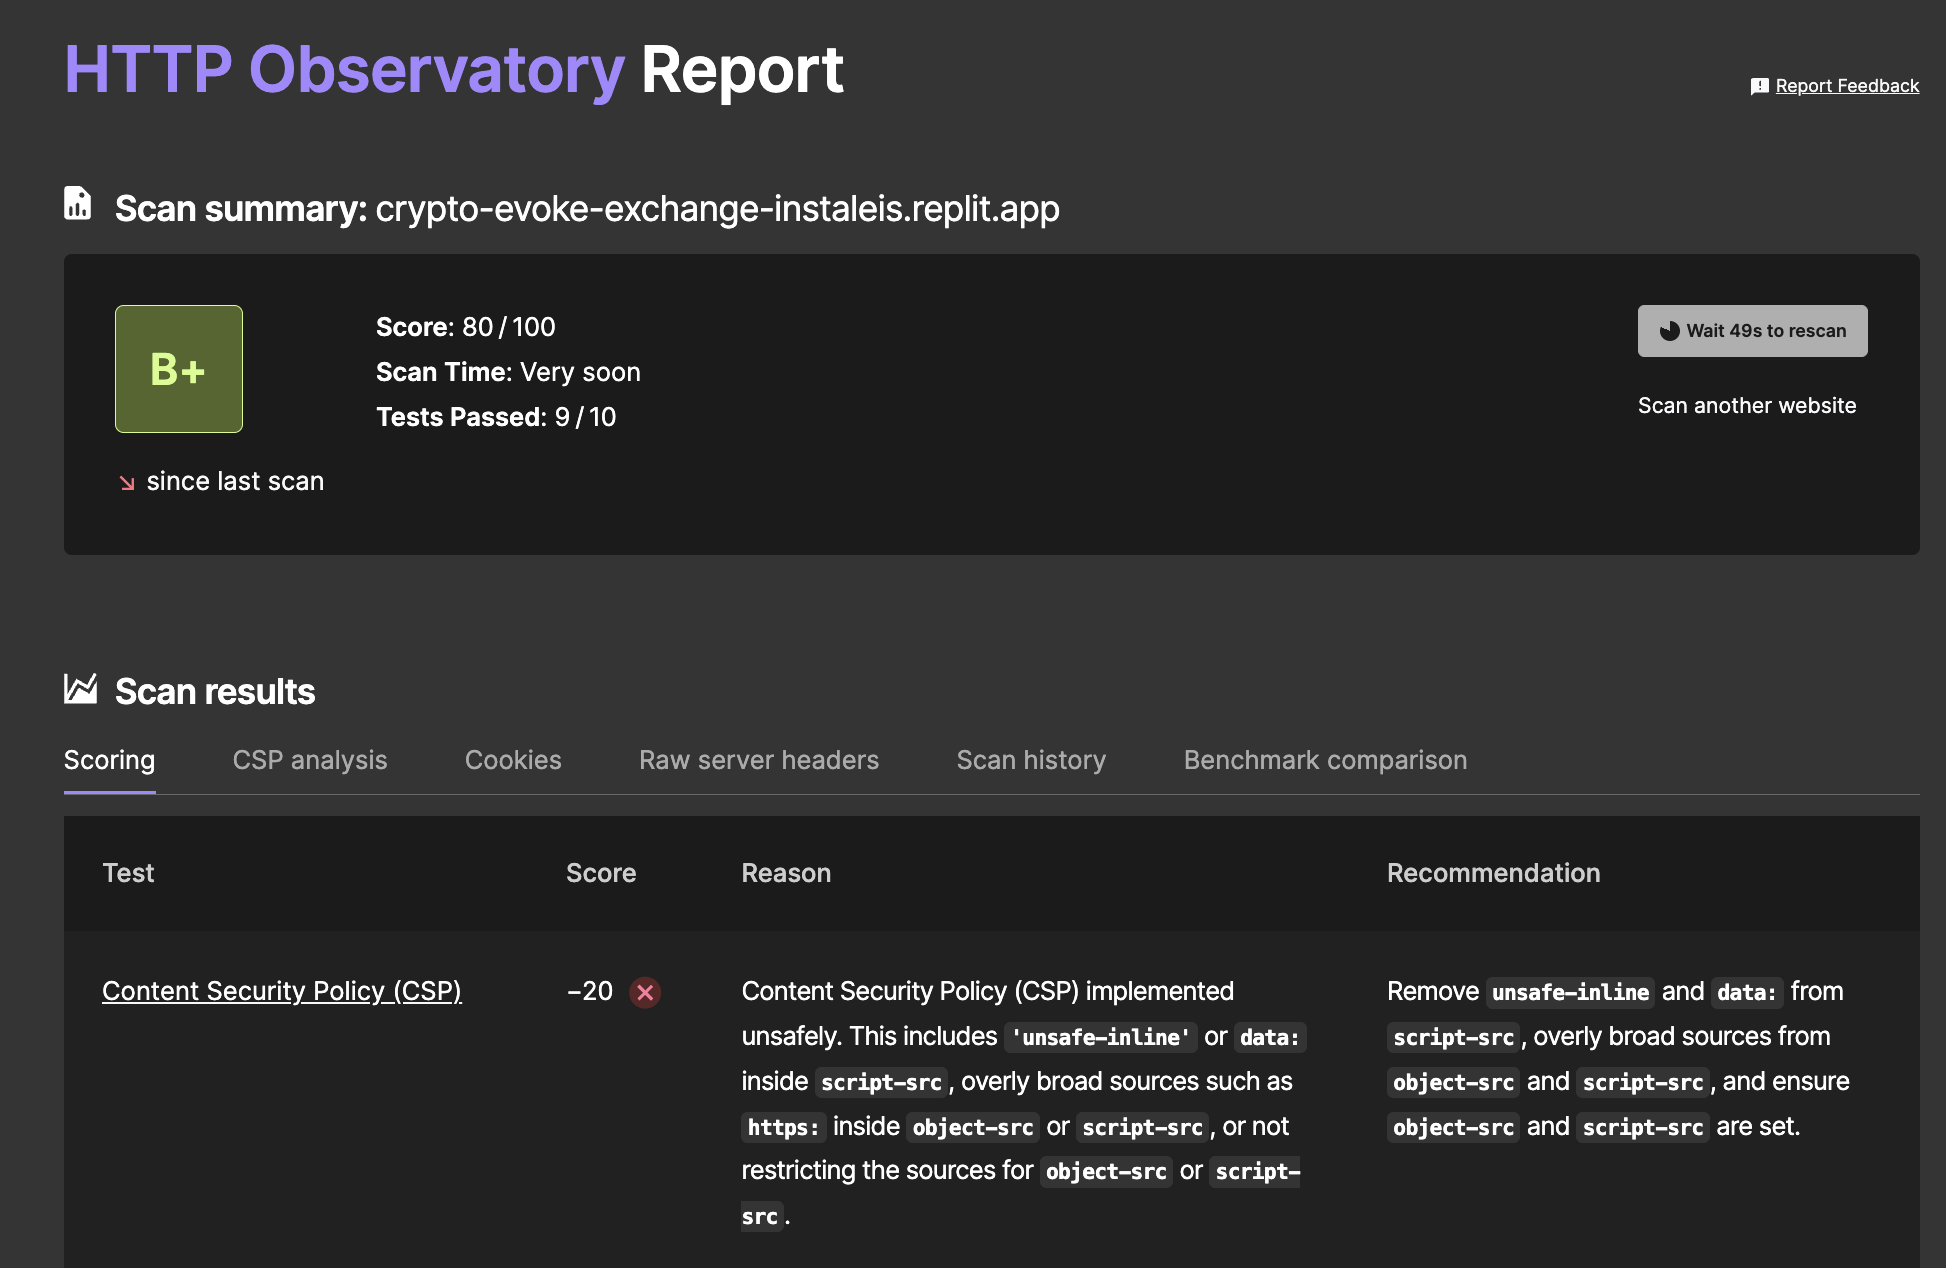 HTTP Observatory Report
Report Feedback
Scan summary: crypto-evoke-exchange-instaleis.replit.app
B+
Score: 80 / 100
Scan Time: Very soon
Tests Passed: 9 / 10
since last scan
Wait 49s to rescan
Scan another website
Scan results
Scoring CSP analysis Cookies Raw server headers Scan history Benchmark comparison
Test Score Reason Recommendation
Content Security Policy (CSP)
−20
Content Security Policy (CSP) implemented
unsafely. This includes 'unsafe-inline' or data:
inside script-src, overly broad sources such as
https: inside object-src or script-src, or not
restricting the sources for object-src or script-
src.
Remove unsafe-inline and data: from
script-src, overly broad sources from
object-src and script-src, and ensure
object-src and script-src are set.